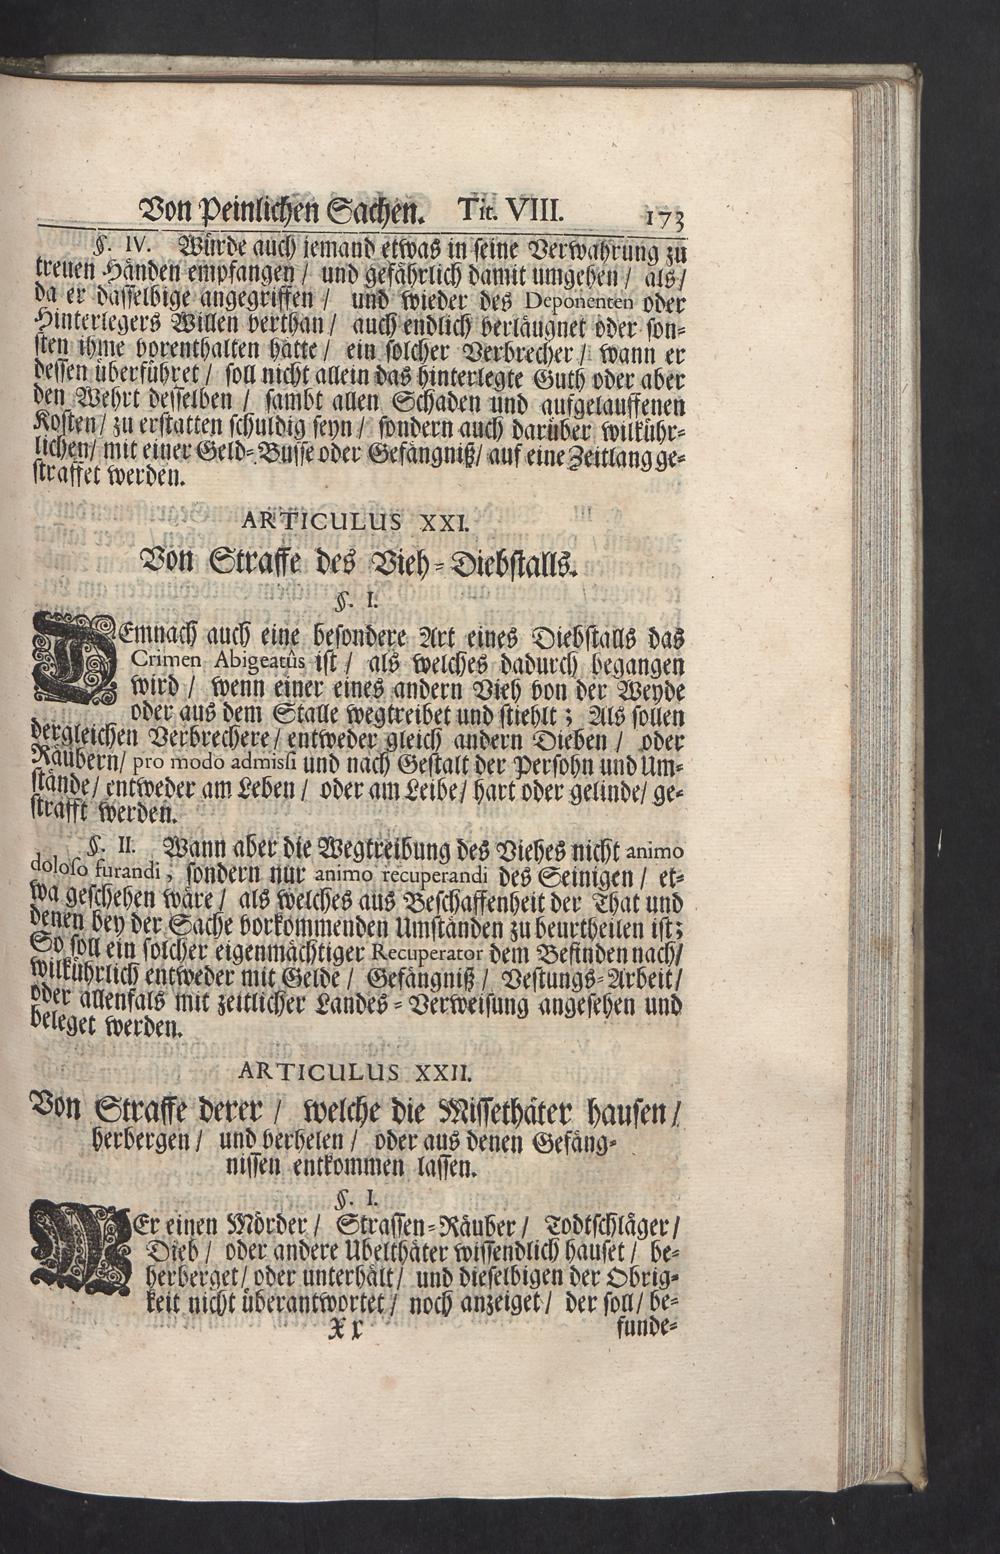 Von Peinlichen Sachen. Tit. VIII. 173
§. IV. Würde auch jemand etwas in seine Verwahrung zu
treuen Händen empfangen / und gefährlich damit umgehen / als /
da er dasselbige angegriffen / und wieder des Deponenten oder
Hinterlegers Willen verthan / auch endlich verläugnet oder son-
sten ihme vorenthalten hätte / ein solcher Verbrecher / wann er
dessen überführet / soll nicht allein das hinterlegte Guth oder aber
den Wehrt desselben / sambt allen Schaden und aufgelauffenen
Kosten / zu erstatten schuldig seyn / sondern auch darüber wilkühr-
lichen / mit einer Geld-Busse oder Gefängniß / auf eine Zeitlang ge-
straffet werden.
ARTICULUS XXI.
Von Straffe des Vieh-Diebstalls.
§. I.
DEmnach auch eine besondere Art eines Diebstalls das
Crimen Abigeatûs ist / als welches dadurch begangen
wird / wenn einer eines andern Vieh von der Weyde
oder aus dem Stalle wegtreibet und stiehlt ; Als sollen
dergleichen Verbrechere / entweder gleich andern Dieben / oder
Räubern / pro modo admissi und nach Gestalt der Persohn und Um-
stände / entweder am Leben / oder am Leibe / hart oder gelinde / ge-
strafft werden.
§. II. Wann aber die Wegtreibung des Viehes nicht animo
doloso furandi , sondern nur animo recuperandi des Seinigen / et-
wa geschehen wäre / als welches aus Beschaffenheit der That und
denen bey der Sache vorkommenden Umständen zu beurtheilen ist ;
So soll ein solcher eigenmächtiger Recuperator dem Befinden nach /
wilkührlich entweder mit Gelde / Gefängniß / Vestungs-Arbeit /
oder allenfals mit zeitlicher Landes-Verweisung angesehen und
beleget werden.
ARTICULUS XXII.
Von Straffe derer / welche die Missethäter hausen /
herbergen / und verhelen / oder aus denen Gefäng-
nissen entkommen lassen.
§. I.
WEr einen Mörder / Strassen-Räuber / Todtschläger /
Dieb / oder andere Ubelthäter wissendlich hauset / be-
herberget / oder unterhält / und dieselbigen der Obrig-
keit nicht überantwortet / noch anzeiget / der soll / be-
Xx funde-